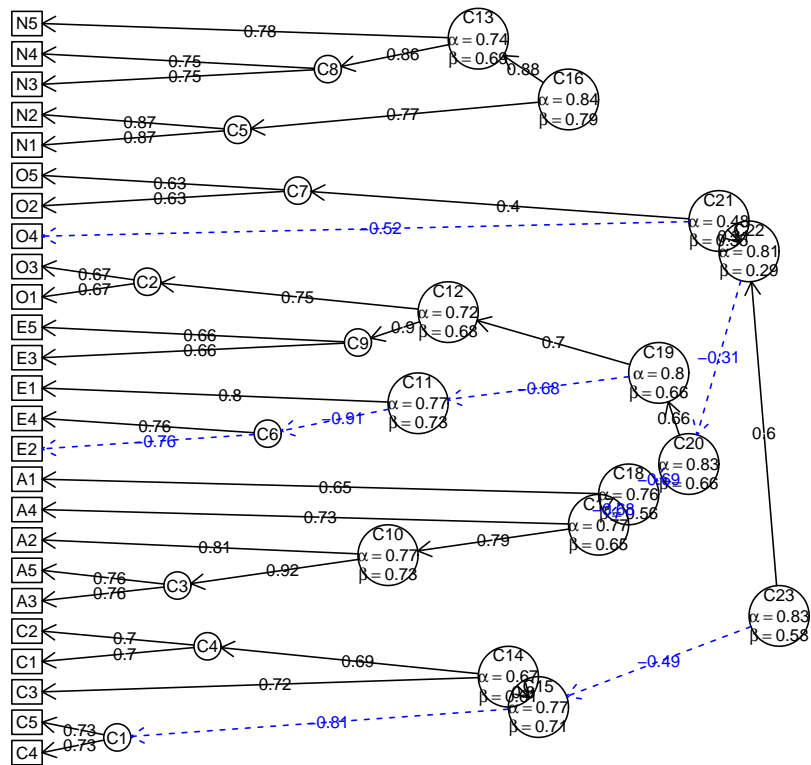 N5
N4
N3
N2
N1
O5
O2
O4
O3
O1
E5
E3
E1
E4
E2
A1
A4
A2
A5
A3
C2
C1
C3
C5
C4
0.78
0.75
0.75
C8
0.86
C13
α = 0.74
β = 0.69
0.88
C16
α = 0.84
β = 0.79
0.87
0.87
C5
0.77
0.63
0.63
C7
0.4
C21
α = 0.48
−0.52
C22
α = 0.81
β = 0.29
0.67
0.67
C2
0.75
C12
α = 0.72
β = 0.68
0.66
0.66
C9
0.9
0.7
C19
α = 0.8
β = 0.66
−0.31
0.8
C11
α = 0.77
β = 0.73
−0.68
0.76
−0.76
C6
−0.91
0.66
C20
α = 0.83
β = 0.66
0.6
0.65
C18
α = 0.76
−0.69
0.73
α = 0.77
β = 0.65
0.81
C10
α = 0.77
β = 0.73
0.79
0.76
0.76
C3
0.92
C23
α = 0.83
β = 0.58
0.7
0.7
C4
0.69
C14
α = 0.67
0.72
−0.49
C15
α = 0.77
β = 0.71
0.73
0.73
C1
−0.81